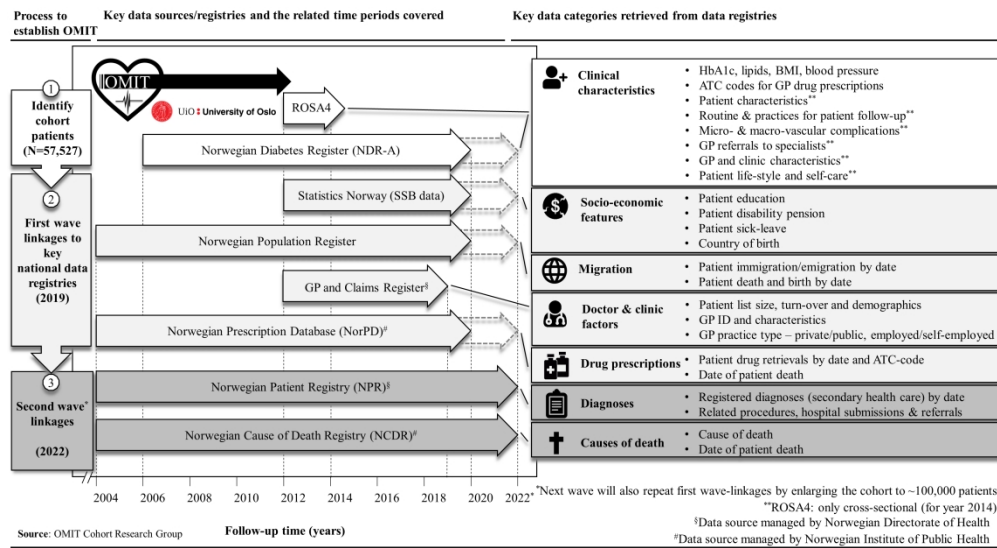 Process to
establish OMIT
Key data sources/registries and the related time periods covered
Key data categories retrieved from data registries
1
Identify
cohort
patients
(N=57,527)
2
First wave
linkages to
key
national data
registries
(2019)
3
Second wave*
linkages
(2022)
OMIT
UiO: University of Oslo
ROSA4
Norwegian Diabetes Register (NDR-A)
Statistics Norway (SSB data)
Norwegian Population Register
GP and Claims Register§
Norwegian Prescription Database (NorPD)#
Norwegian Patient Registry (NPR)§
Norwegian Cause of Death Registry (NCDR)#
2004 2006 2008 2010 2012 2014 2016 2018 2019 2020 2022*
Follow-up time (years)
Clinical
characteristics
• HbA1c, lipids, BMI, blood pressure
• ATC codes for GP drug prescriptions
• Patient characteristics**
• Routine & practices for patient follow-up**
• Micro- & macro-vascular complications**
• GP referrals to specialists**
• GP and clinic characteristics**
• Patient life-style and self-care**
$
Socio-economic
features
• Patient education
• Patient disability pension
• Patient sick-leave
• Country of birth
Migration
• Patient immigration/emigration by date
• Patient death and birth by date
Doctor & clinic
factors
• Patient list size, turn-over and demographics
• GP ID and characteristics
• GP practice type – private/public, employed/self-employed
Drug prescriptions
• Patient drug retrievals by date and ATC-code
• Date of patient death
Diagnoses
• Registered diagnoses (secondary health care) by date
• Related procedures, hospital submissions & referrals
Causes of death
• Cause of death
• Date of patient death
*Next wave will also repeat first wave-linkages by enlarging the cohort to ~100,000 patients
**ROSA4: only cross-sectional (for year 2014)
§Data source managed by Norwegian Directorate of Health
#Data source managed by Norwegian Institute of Public Health
Source: OMIT Cohort Research Group